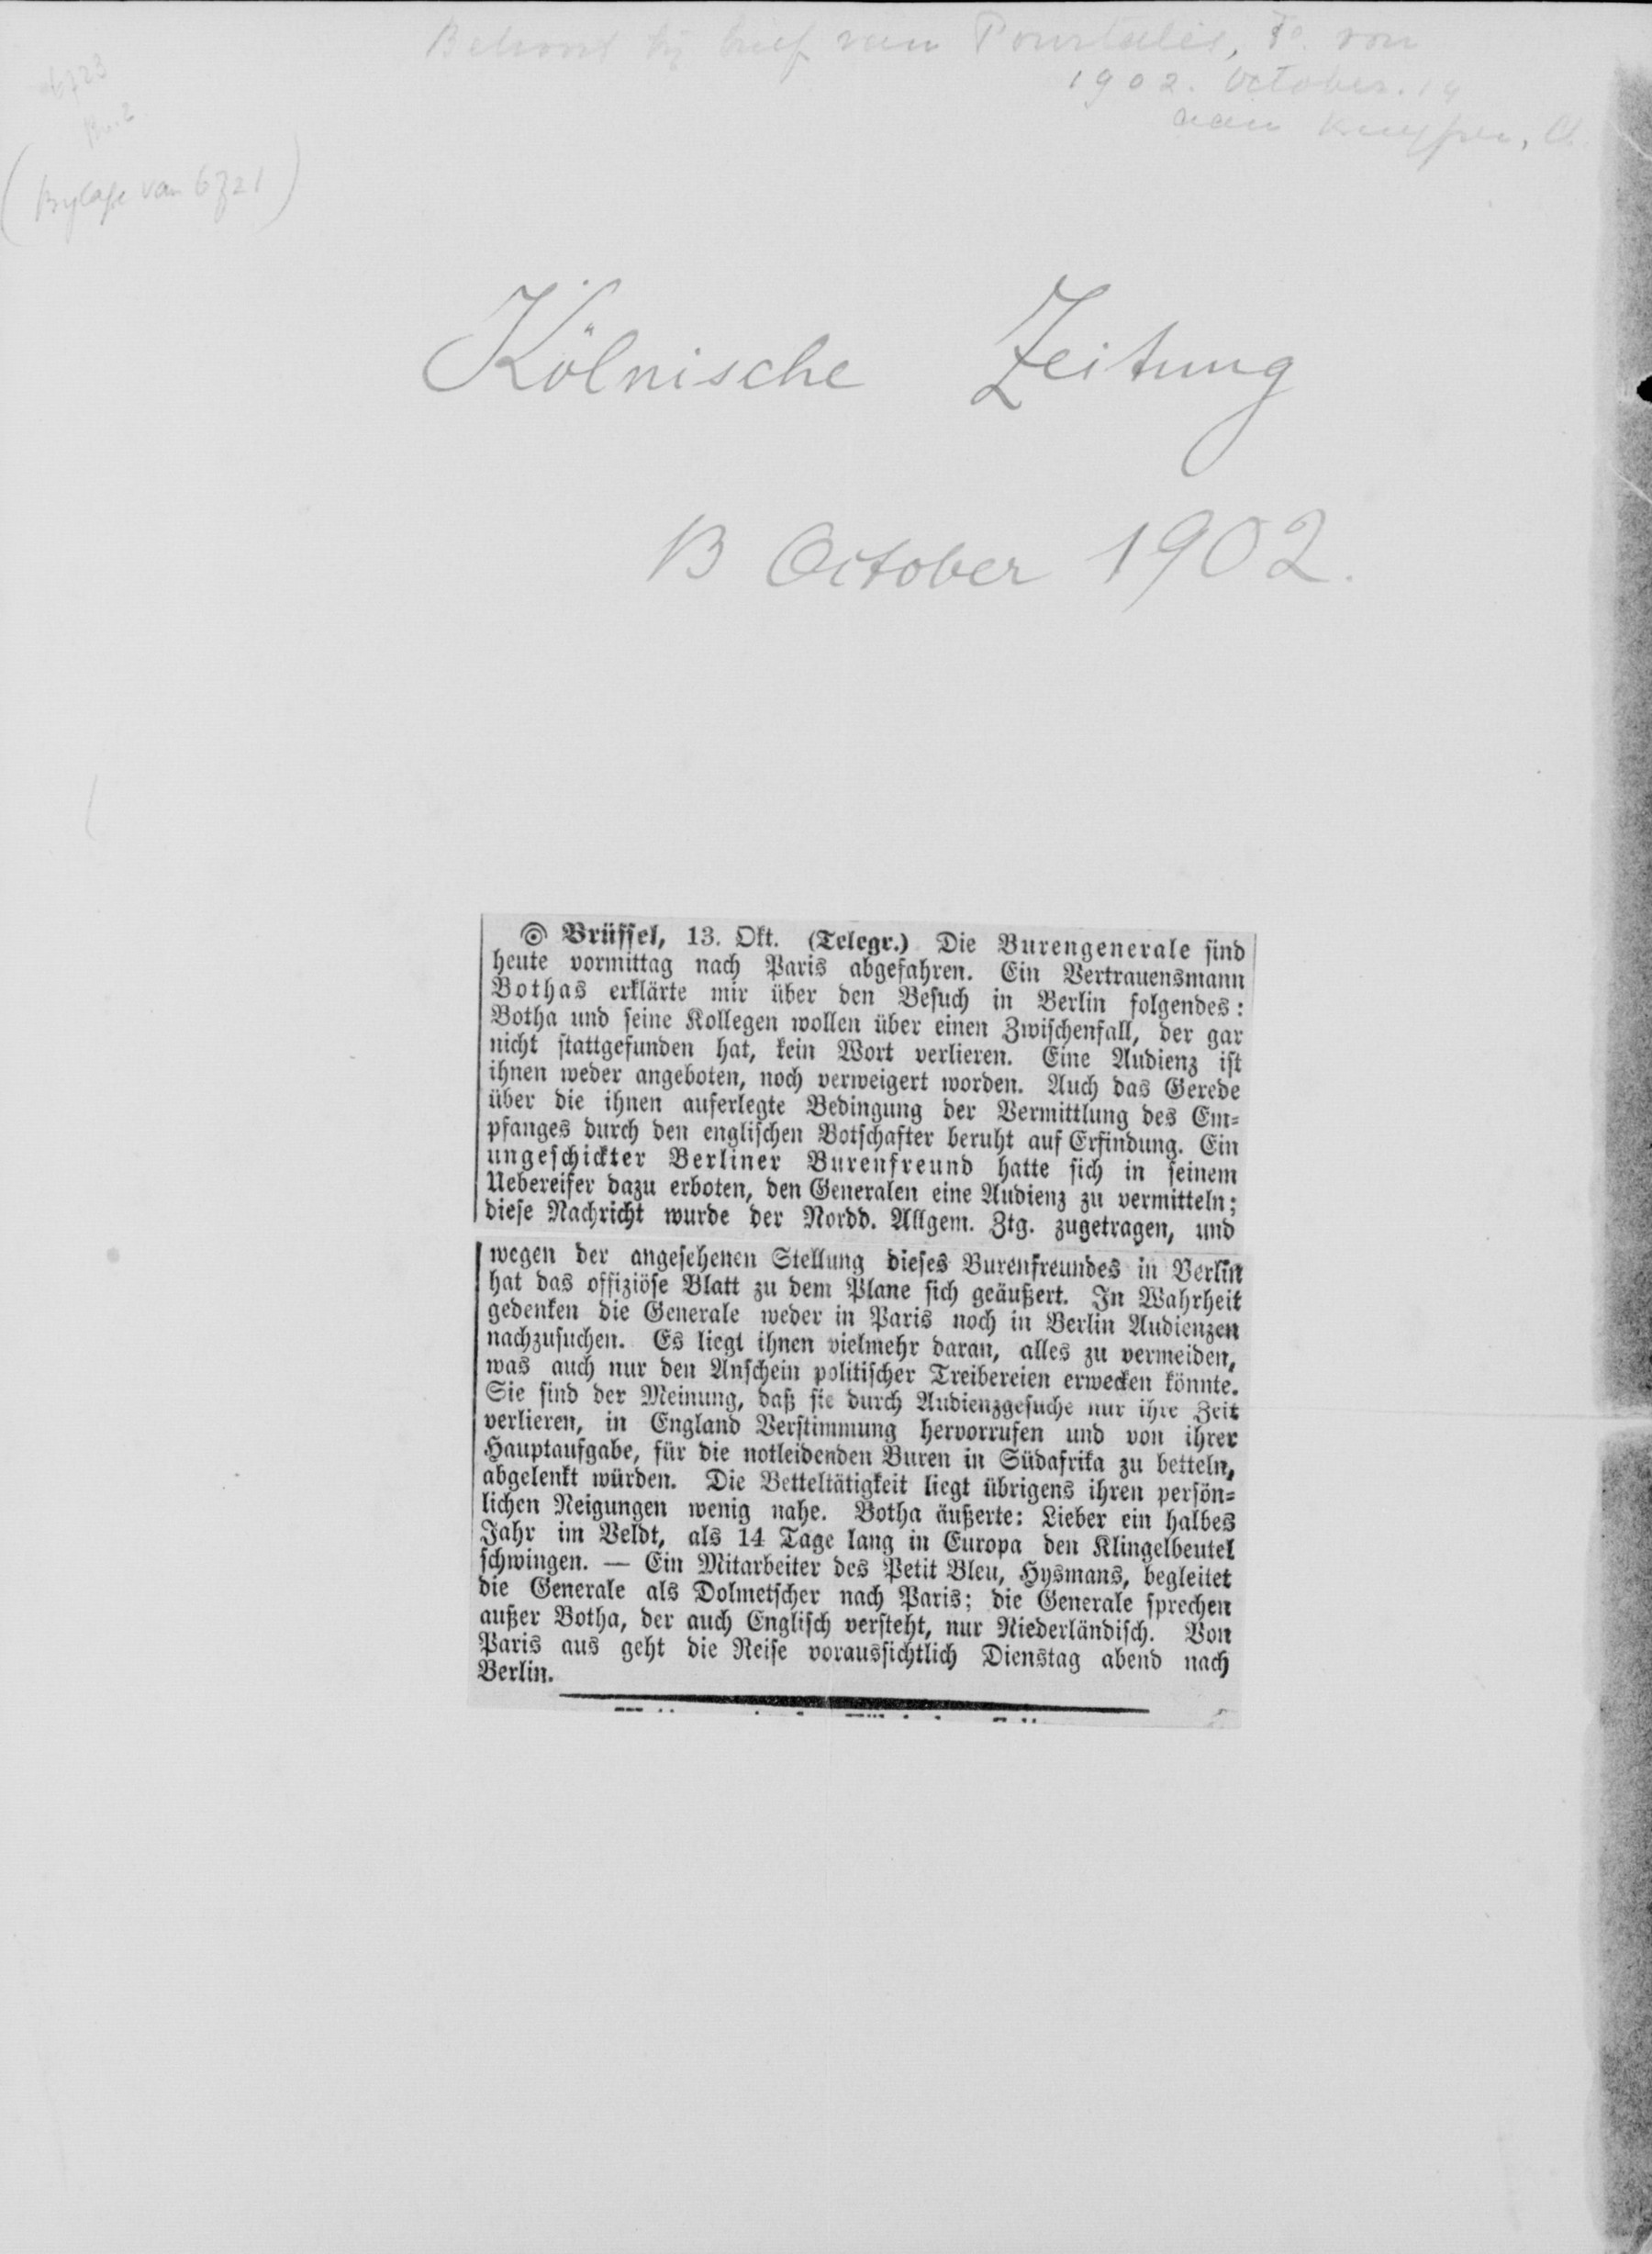 Behoort bij brief van Pourtalès, Fr. von
1902. October. 14
aan Kuyper, A.
6723
(Bylage van 6721)
Kölnische Zeitung
13 October 1902.
Brüssel, 13. Okt. (Telegr.) Die Burengenerale sind
heute vormittag nach Paris abgefahren. Ein Vertrauensmann
Bothas erklärte mir über den Besuch in Berlin folgendes:
Botha und seine Kollegen wollen über einen Zwischenfall, der gar
nicht stattgefunden hat, kein Wort verlieren. Eine Audienz ist
ihnen weder angeboten, noch verweigert worden. Auch das Gerede
über die ihnen auferlegte Bedingung der Vermittlung des Em-
pfanges durch den englischen Botschafter beruht auf Erfindung. Ein
ungeschickter Berliner Burenfreund hatte sich in seinem
Uebereifer dazu erboten, den Generalen eine Audienz zu vermitteln;
diese Nachricht wurde der Nordd. Allgem. Ztg. zugetragen, und
wegen der angesehenen Stellung dieses Burenfreundes in Berlin
hat das offiziöse Blatt zu dem Plane sich geäußert. In Wahrheit
gedenken die Generale weder in Paris noch in Berlin Audienzen
nachzusuchen. Es liegt ihnen vielmehr daran, alles zu vermeiden,
was auch nur den Anschein politischer Treibereien erwecken könnte.
Sie sind der Meinung, daß sie durch Audienzgesuche nur ihre Zeit
verlieren, in England Verstimmung hervorrufen und von ihrer
Hauptaufgabe, für die notleidenden Buren in Südafrika zu betteln,
abgelenkt würden. Die Betteltätigkeit liegt übrigens ihren persön-
lichen Neigungen wenig nahe. Botha äußerte: Lieber ein halbes
Jahr im Veldt, als 14 Tage lang in Europa den Klingelbeutel
schwingen. — Ein Mitarbeiter des Petit Bleu, Hysmans, begleitet
die Generale als Dolmetscher nach Paris; die Generale sprechen
außer Botha, der auch Englisch versteht, nur Niederländisch. Von
Paris aus geht die Reise voraussichtlich Dienstag abend nach
Berlin.